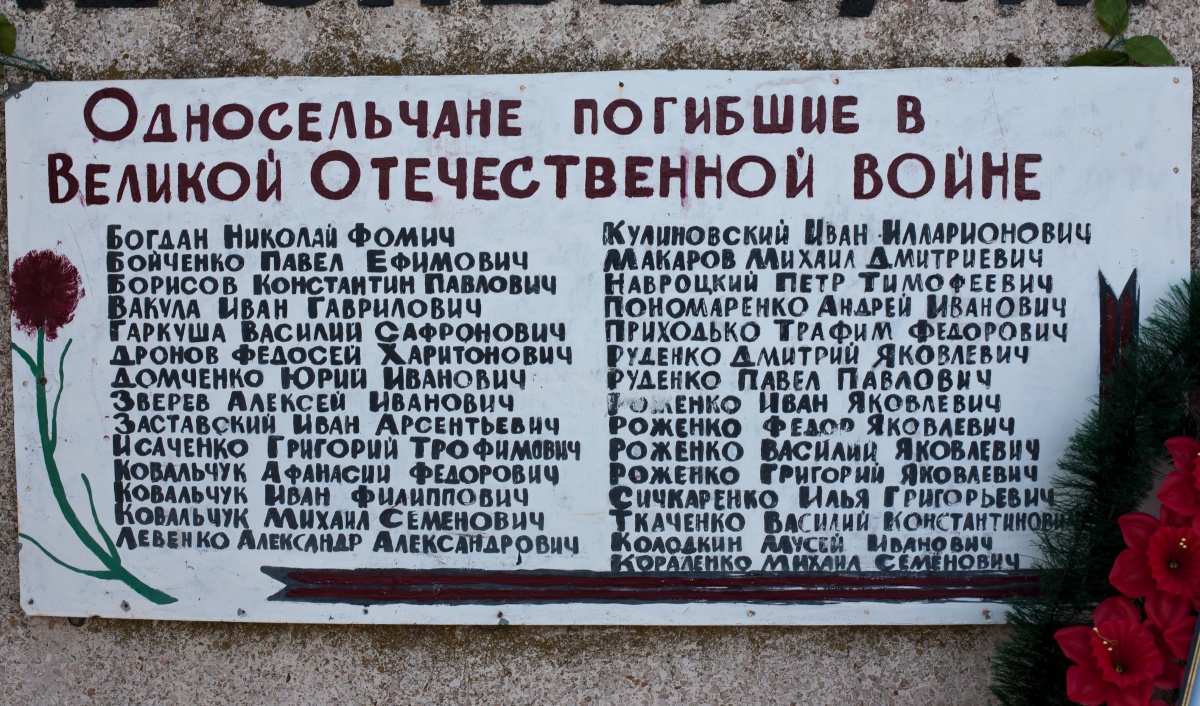 Односельчане погибшие в
Великой Отечественной войне
Богдан Николай Фомич
Бойченко Павел Ефимович
Борисов Константин Павлович
Вакула Иван Гаврилович
Гаркуша Василий Сафронович
Дронов Федосей Харитонович
Домченко Юрий Иванович
Зверев Алексей Иванович
Заставский Иван Арсентьевич
Исаченко Григорий Трофимович
Ковальчук Афанасий Федорович
Ковальчук Иван Филиппович
Ковальчук Михаил Семенович
Левенко Александр Александрович
Кулиновский Иван Илларионович
Макаров Михаил Дмитриевич
Навроцкий Петр Тимофеевич
Пономаренко Андрей Иванович
Приходько Трафим Федорович
Руденко Дмитрий Яковлевич
Руденко Павел Павлович
Роженко Иван Яковлевич
Роженко Федор Яковлевич
Роженко Василий Яковлевич
Роженко Григорий Яковлевич
Сичкаренко Илья Григорьевич
Ткаченко Василий Константинович
Колодкин Мусей Иванович
Кораленко Михаил Семёнович